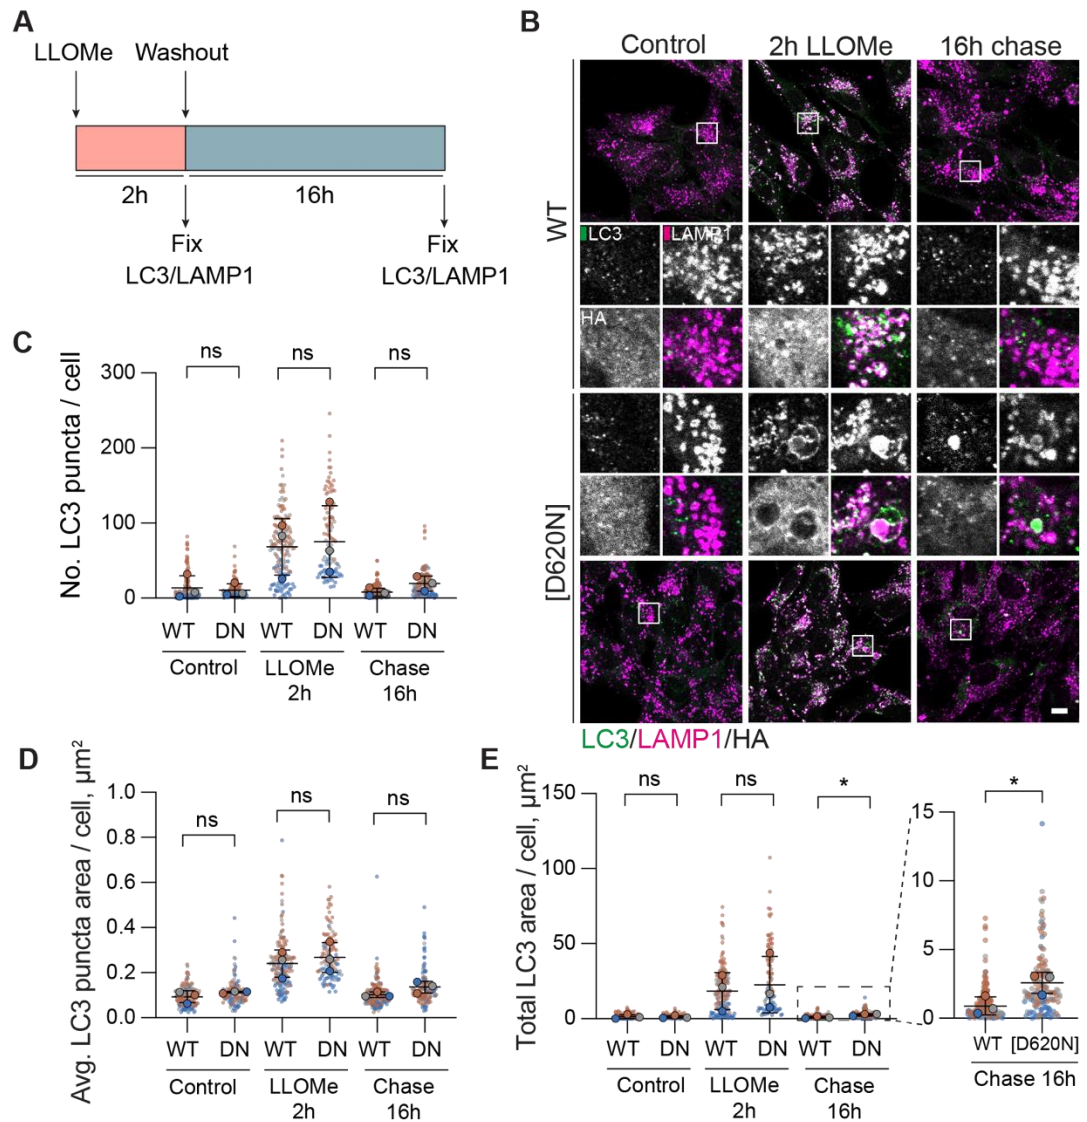 A
LLOMe
Washout
2h
16h
Fix
LC3/LAMP1
Fix
LC3/LAMP1
B
Control
2h LLOMe
16h chase
WT
LC3
LAMP1
HA
[D620N]
LC3/LAMP1/HA
C
No. LC3 puncta / cell
300
200
100
0
ns
ns
ns
WT
DN
WT
DN
WT
DN
Control
LLOMe
2h
Chase
16h
D
Avg. LC3 puncta area / cell, µm²
1.0
0.8
0.6
0.4
0.2
0.0
ns
ns
ns
WT
DN
WT
DN
WT
DN
Control
LLOMe
2h
Chase
16h
E
Total LC3 area / cell, µm²
150
100
50
0
ns
ns
*
WT
DN
WT
DN
WT
DN
Control
LLOMe
2h
Chase
16h
15
10
5
0
*
WT
[D620N]
Chase 16h